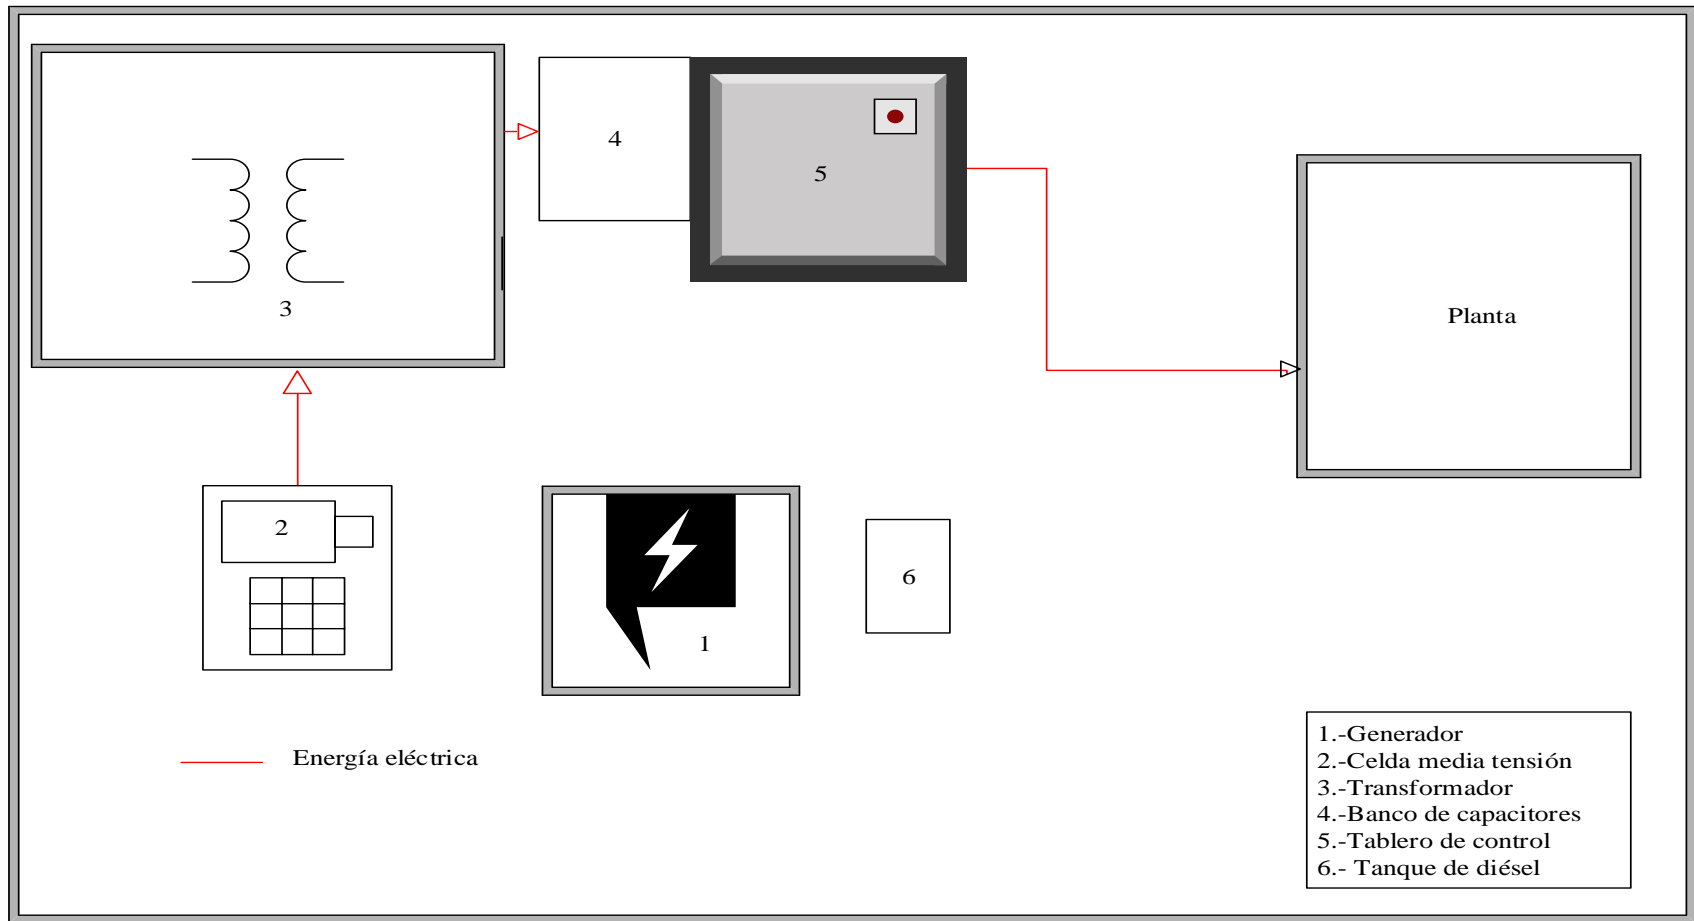 4
5
3
Planta
2
6
1
Energía eléctrica
1.-Generador
2.-Celda media tensión
3.-Transformador
4.-Banco de capacitores
5.-Tablero de control
6.- Tanque de diésel